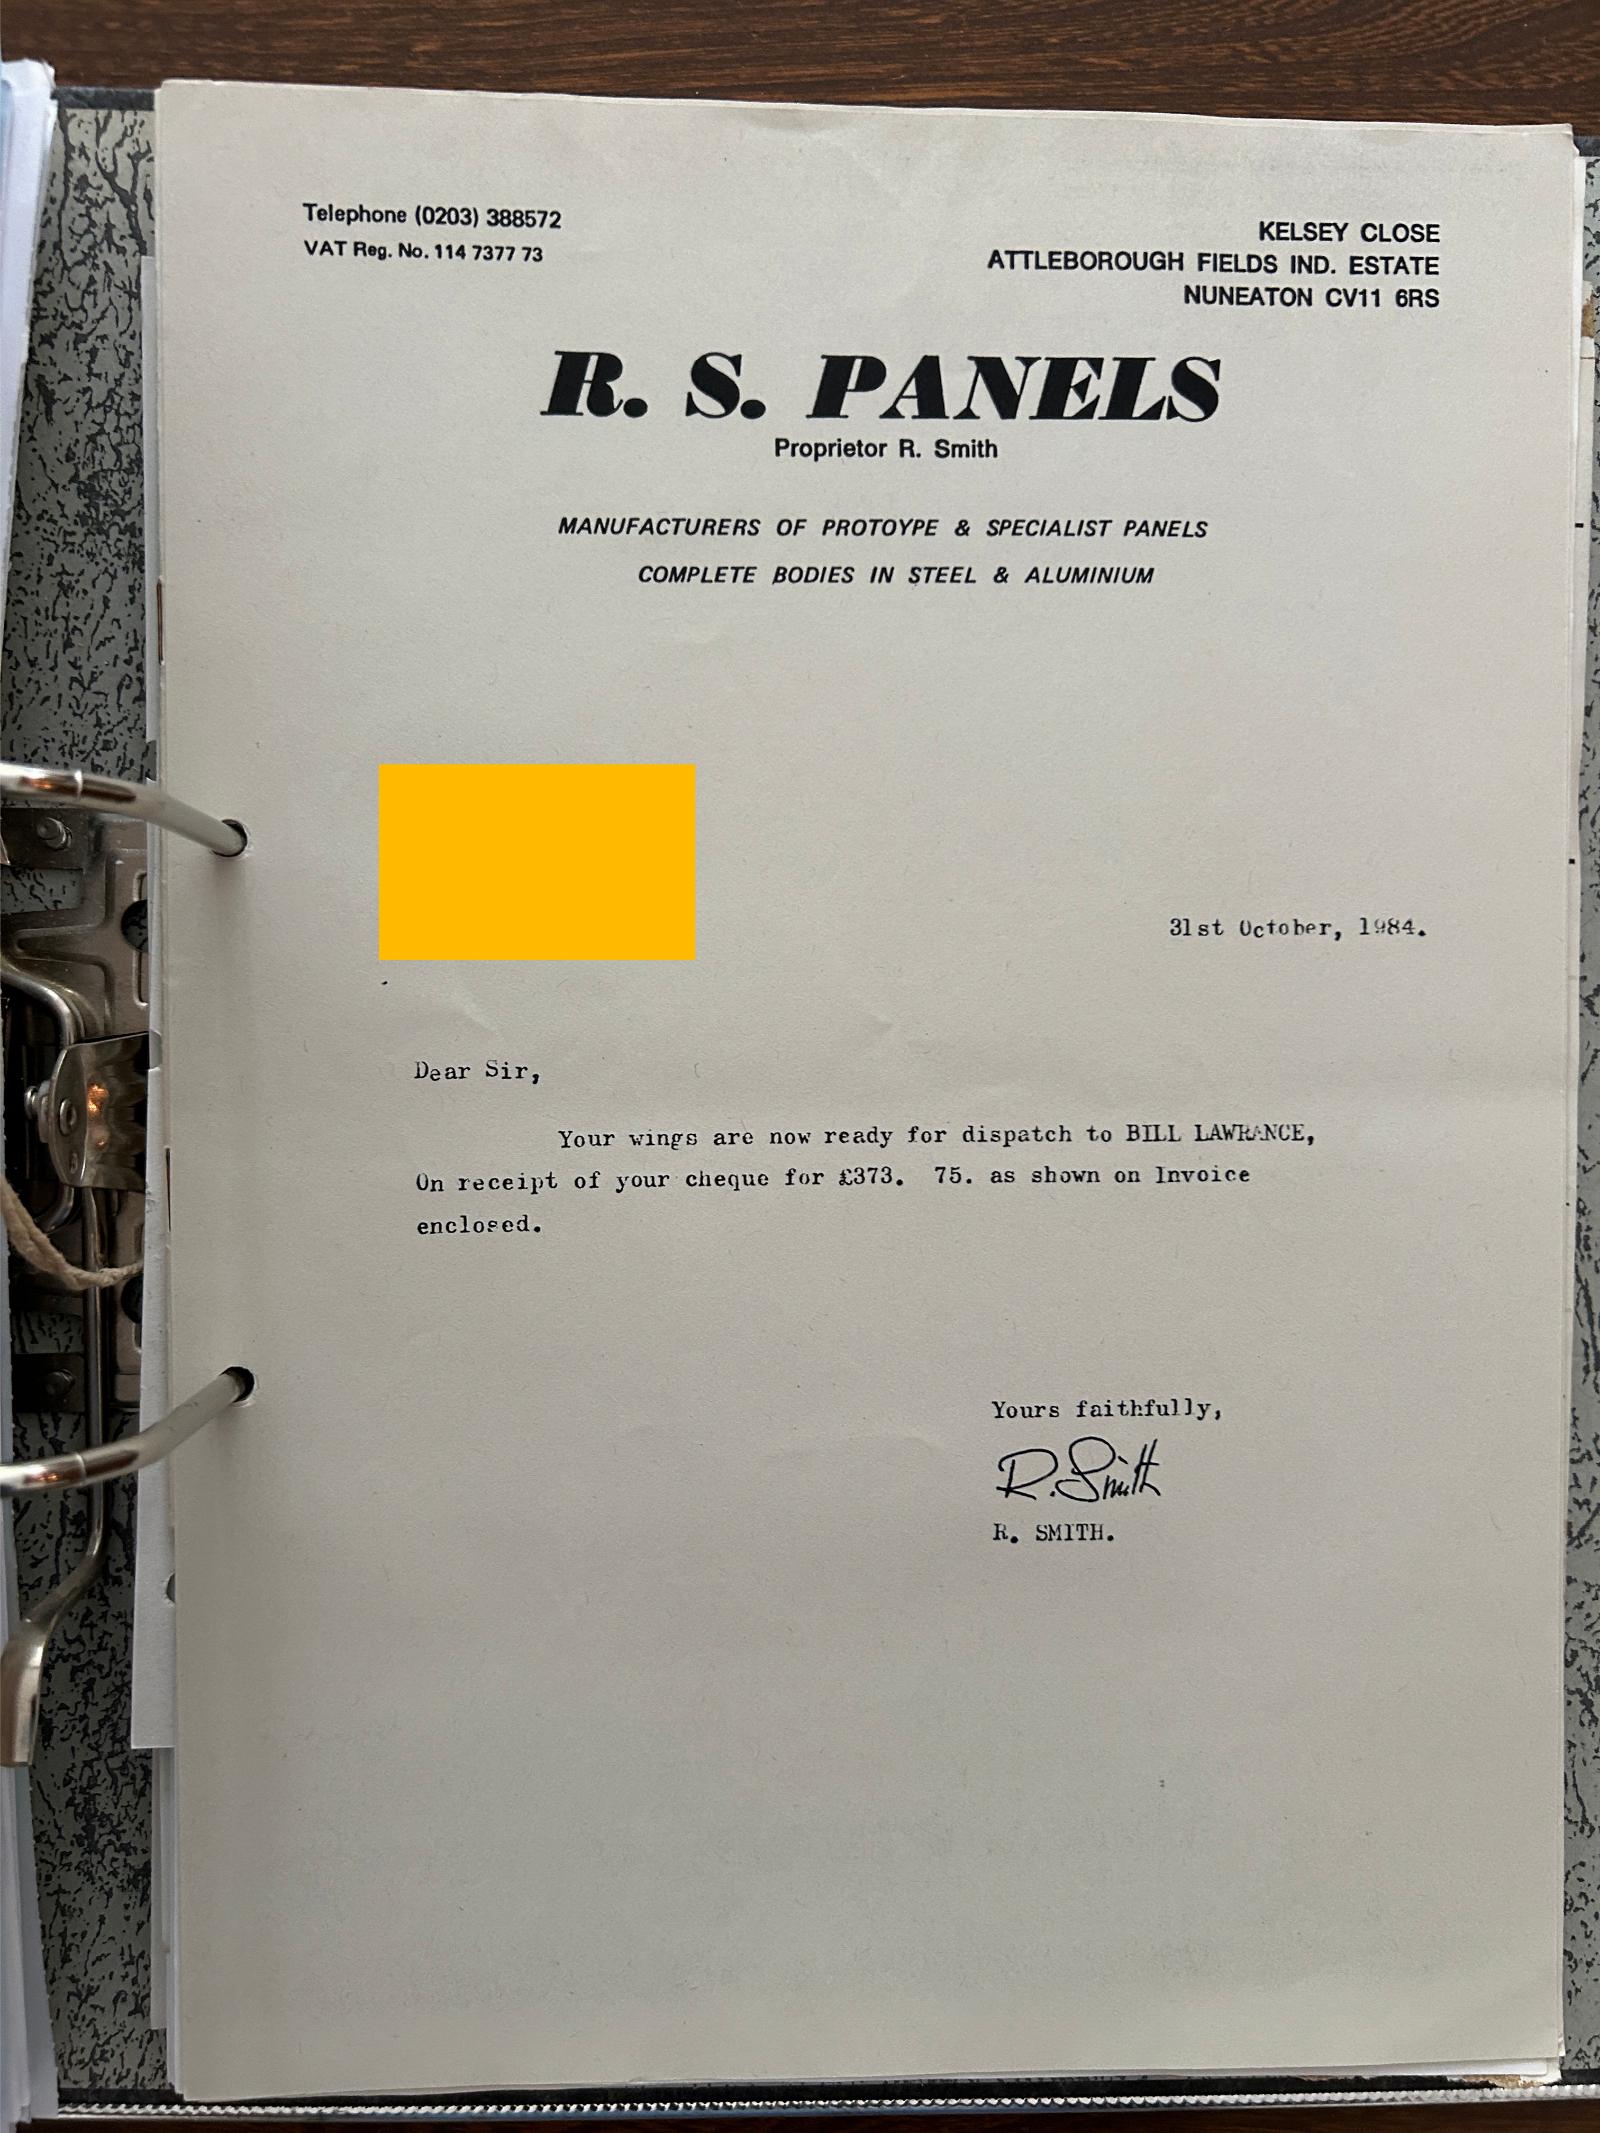 Telephone (0203) 388572
VAT Reg. No. 114 7377 73
KELSEY CLOSE
ATTLEBOROUGH FIELDS IND. ESTATE
NUNEATON CV11 6RS
R. S. PANELS
Proprietor R. Smith
MANUFACTURERS OF PROTOYPE & SPECIALIST PANELS
COMPLETE BODIES IN STEEL & ALUMINIUM
31st October, 1984.
Dear Sir,
Your wings are now ready for dispatch to BILL LAWRANCE,
On receipt of your cheque for £373. 75. as shown on Invoice
enclosed.
Yours faithfully,
R. Smith
R. SMITH.